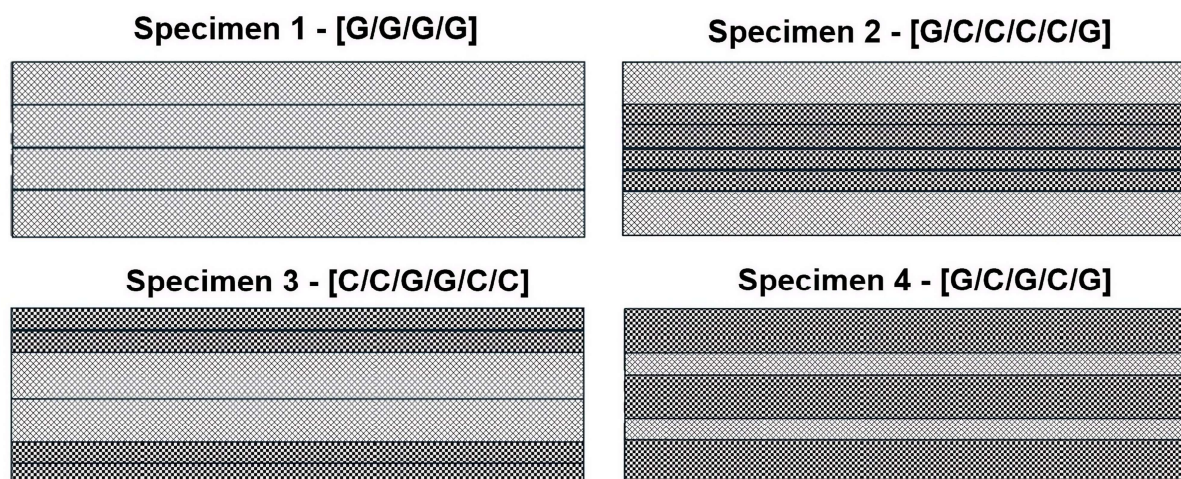 Specimen 1 - [G/G/G/G]
Specimen 2 - [G/C/C/C/C/G]
Specimen 3 - [C/C/G/G/C/C]
Specimen 4 - [G/C/G/C/G]